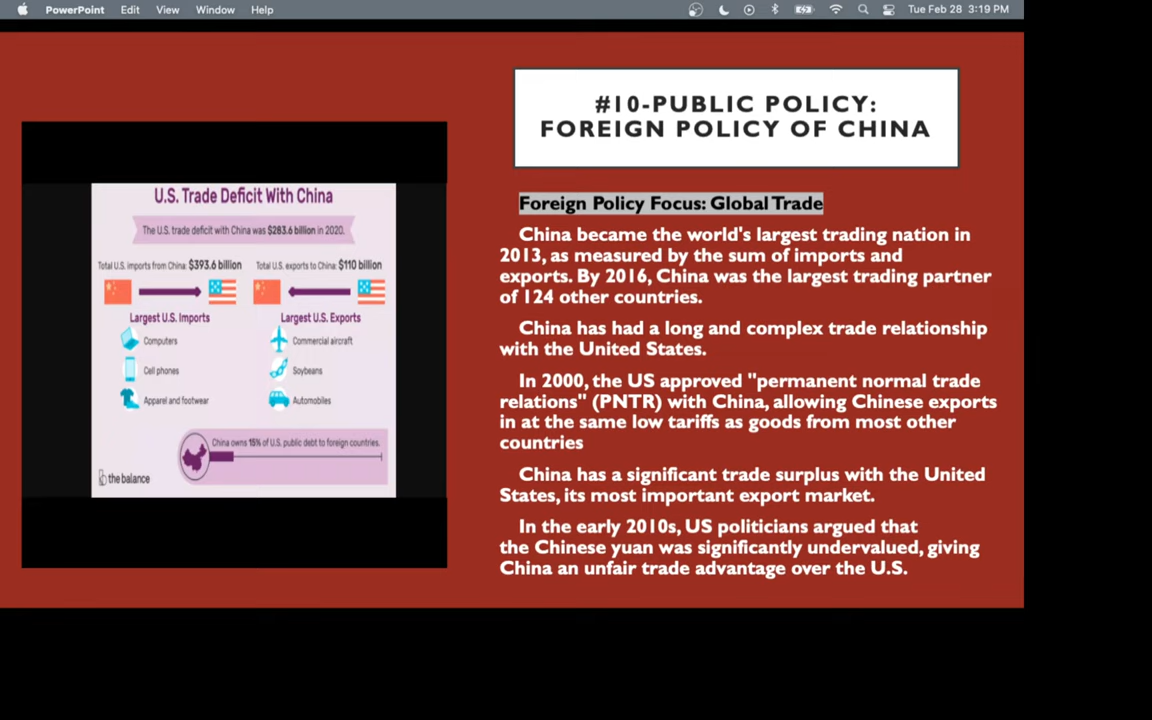 PowerPoint Edit View Window Help Tue Feb 28 3:19 PM
#10-PUBLIC POLICY:
FOREIGN POLICY OF CHINA
U.S. Trade Deficit With China
The U.S. trade deficit with China was $283.6 billion in 2020.
Total U.S. imports from China: $393.6 billion
Total U.S. exports to China: $110 billion
Largest U.S. Imports
Computers
Cell phones
Apparel and footwear
Largest U.S. Exports
Commercial aircraft
Soybeans
Automobiles
China owns 15% of U.S. public debt to foreign countries.
the balance
Foreign Policy Focus: Global Trade
China became the world's largest trading nation in
2013, as measured by the sum of imports and
exports. By 2016, China was the largest trading partner
of 124 other countries.
China has had a long and complex trade relationship
with the United States.
In 2000, the US approved "permanent normal trade
relations" (PNTR) with China, allowing Chinese exports
in at the same low tariffs as goods from most other
countries
China has a significant trade surplus with the United
States, its most important export market.
In the early 2010s, US politicians argued that
the Chinese yuan was significantly undervalued, giving
China an unfair trade advantage over the U.S.